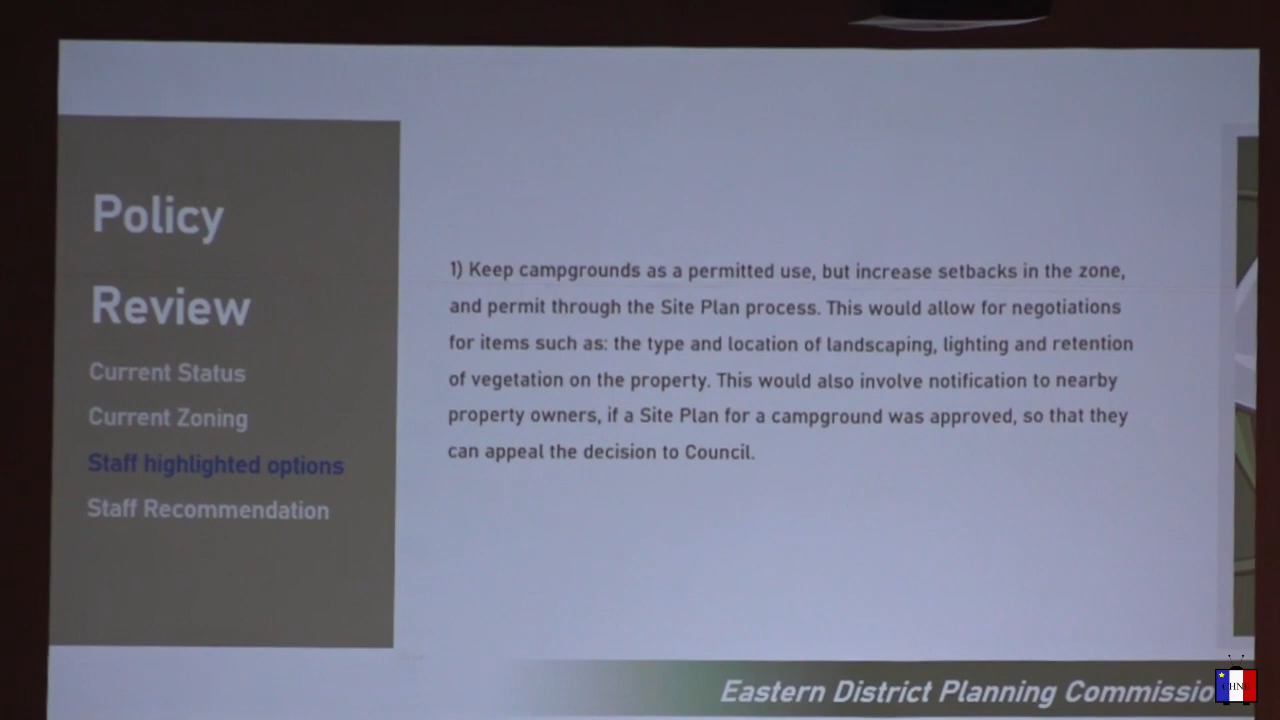 Policy
Review
Current Status
Current Zoning
Staff highlighted options
Staff Recommendation
1) Keep campgrounds as a permitted use, but increase setbacks in the zone,
and permit through the Site Plan process. This would allow for negotiations
for items such as: the type and location of landscaping, lighting and retention
of vegetation on the property. This would also involve notification to nearby
property owners, if a Site Plan for a campground was approved, so that they
can appeal the decision to Council.
Eastern District Planning Commissio